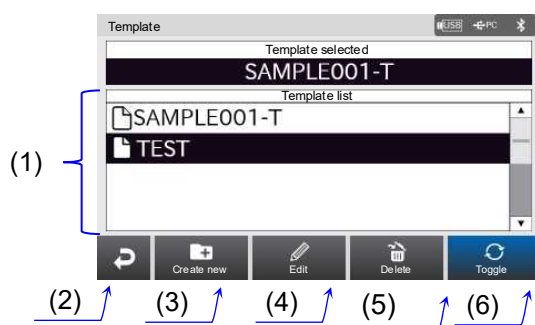 Template
USB PC
Template selected
SAMPLE001-T
Template list
SAMPLE001-T
TEST
(1)
Create new
Edit
Delete
Toggle
(2)
(3)
(4)
(5)
(6)